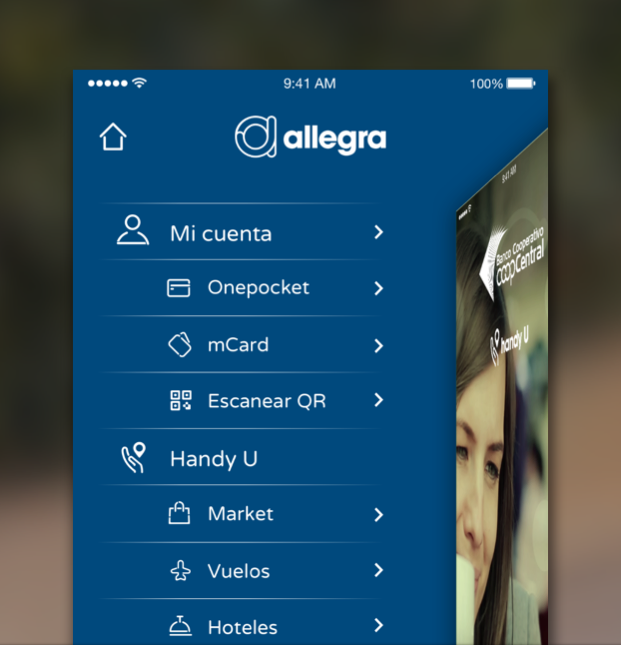 9:41 AM
100%
allegra
Mi cuenta
Onepocket
mCard
Escanear QR
Handy U
Market
Vuelos
Hoteles
9:41 AM
Banco Cooperativo
coopCentral
handy U